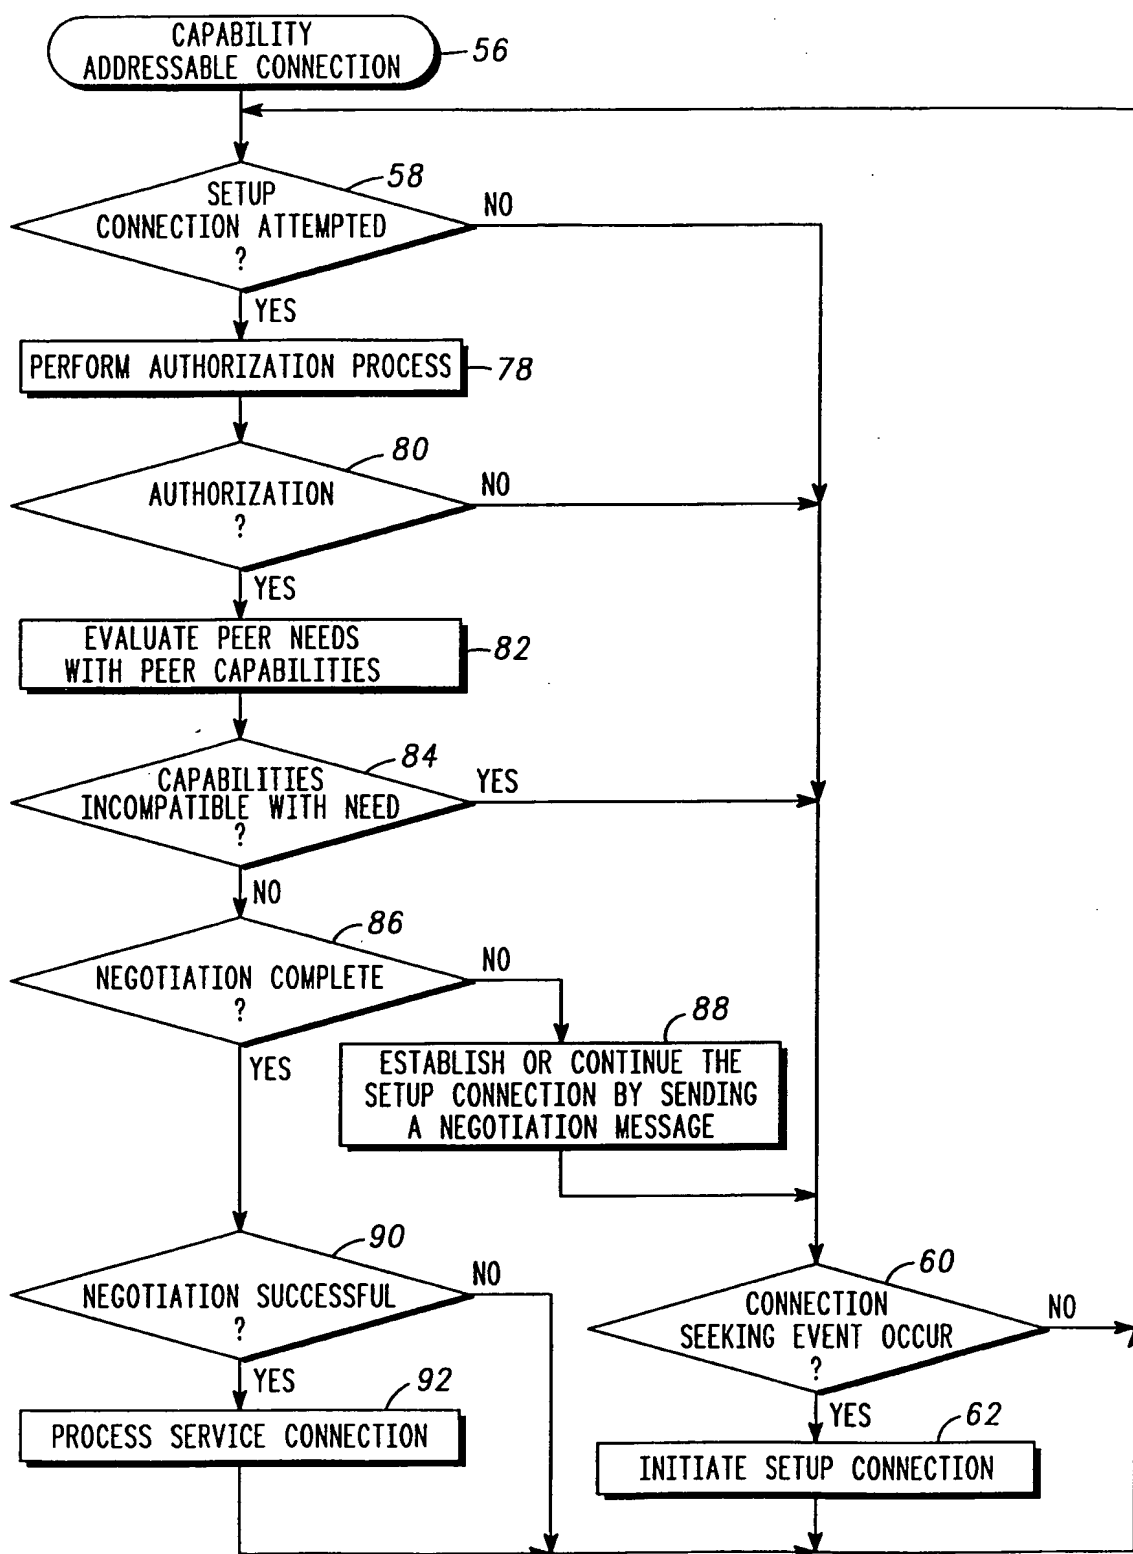 CAPABILITY
ADDRESSABLE CONNECTION
56
SETUP
CONNECTION ATTEMPTED
?
58
NO
YES
PERFORM AUTHORIZATION PROCESS
78
AUTHORIZATION
?
80
NO
YES
EVALUATE PEER NEEDS
WITH PEER CAPABILITIES
82
CAPABILITIES
INCOMPATIBLE WITH NEED
?
84
YES
NO
NEGOTIATION COMPLETE
?
86
NO
YES
88
ESTABLISH OR CONTINUE THE
SETUP CONNECTION BY SENDING
A NEGOTIATION MESSAGE
NEGOTIATION SUCCESSFUL
?
90
NO
YES
PROCESS SERVICE CONNECTION
92
CONNECTION
SEEKING EVENT OCCUR
?
60
NO
YES
INITIATE SETUP CONNECTION
62